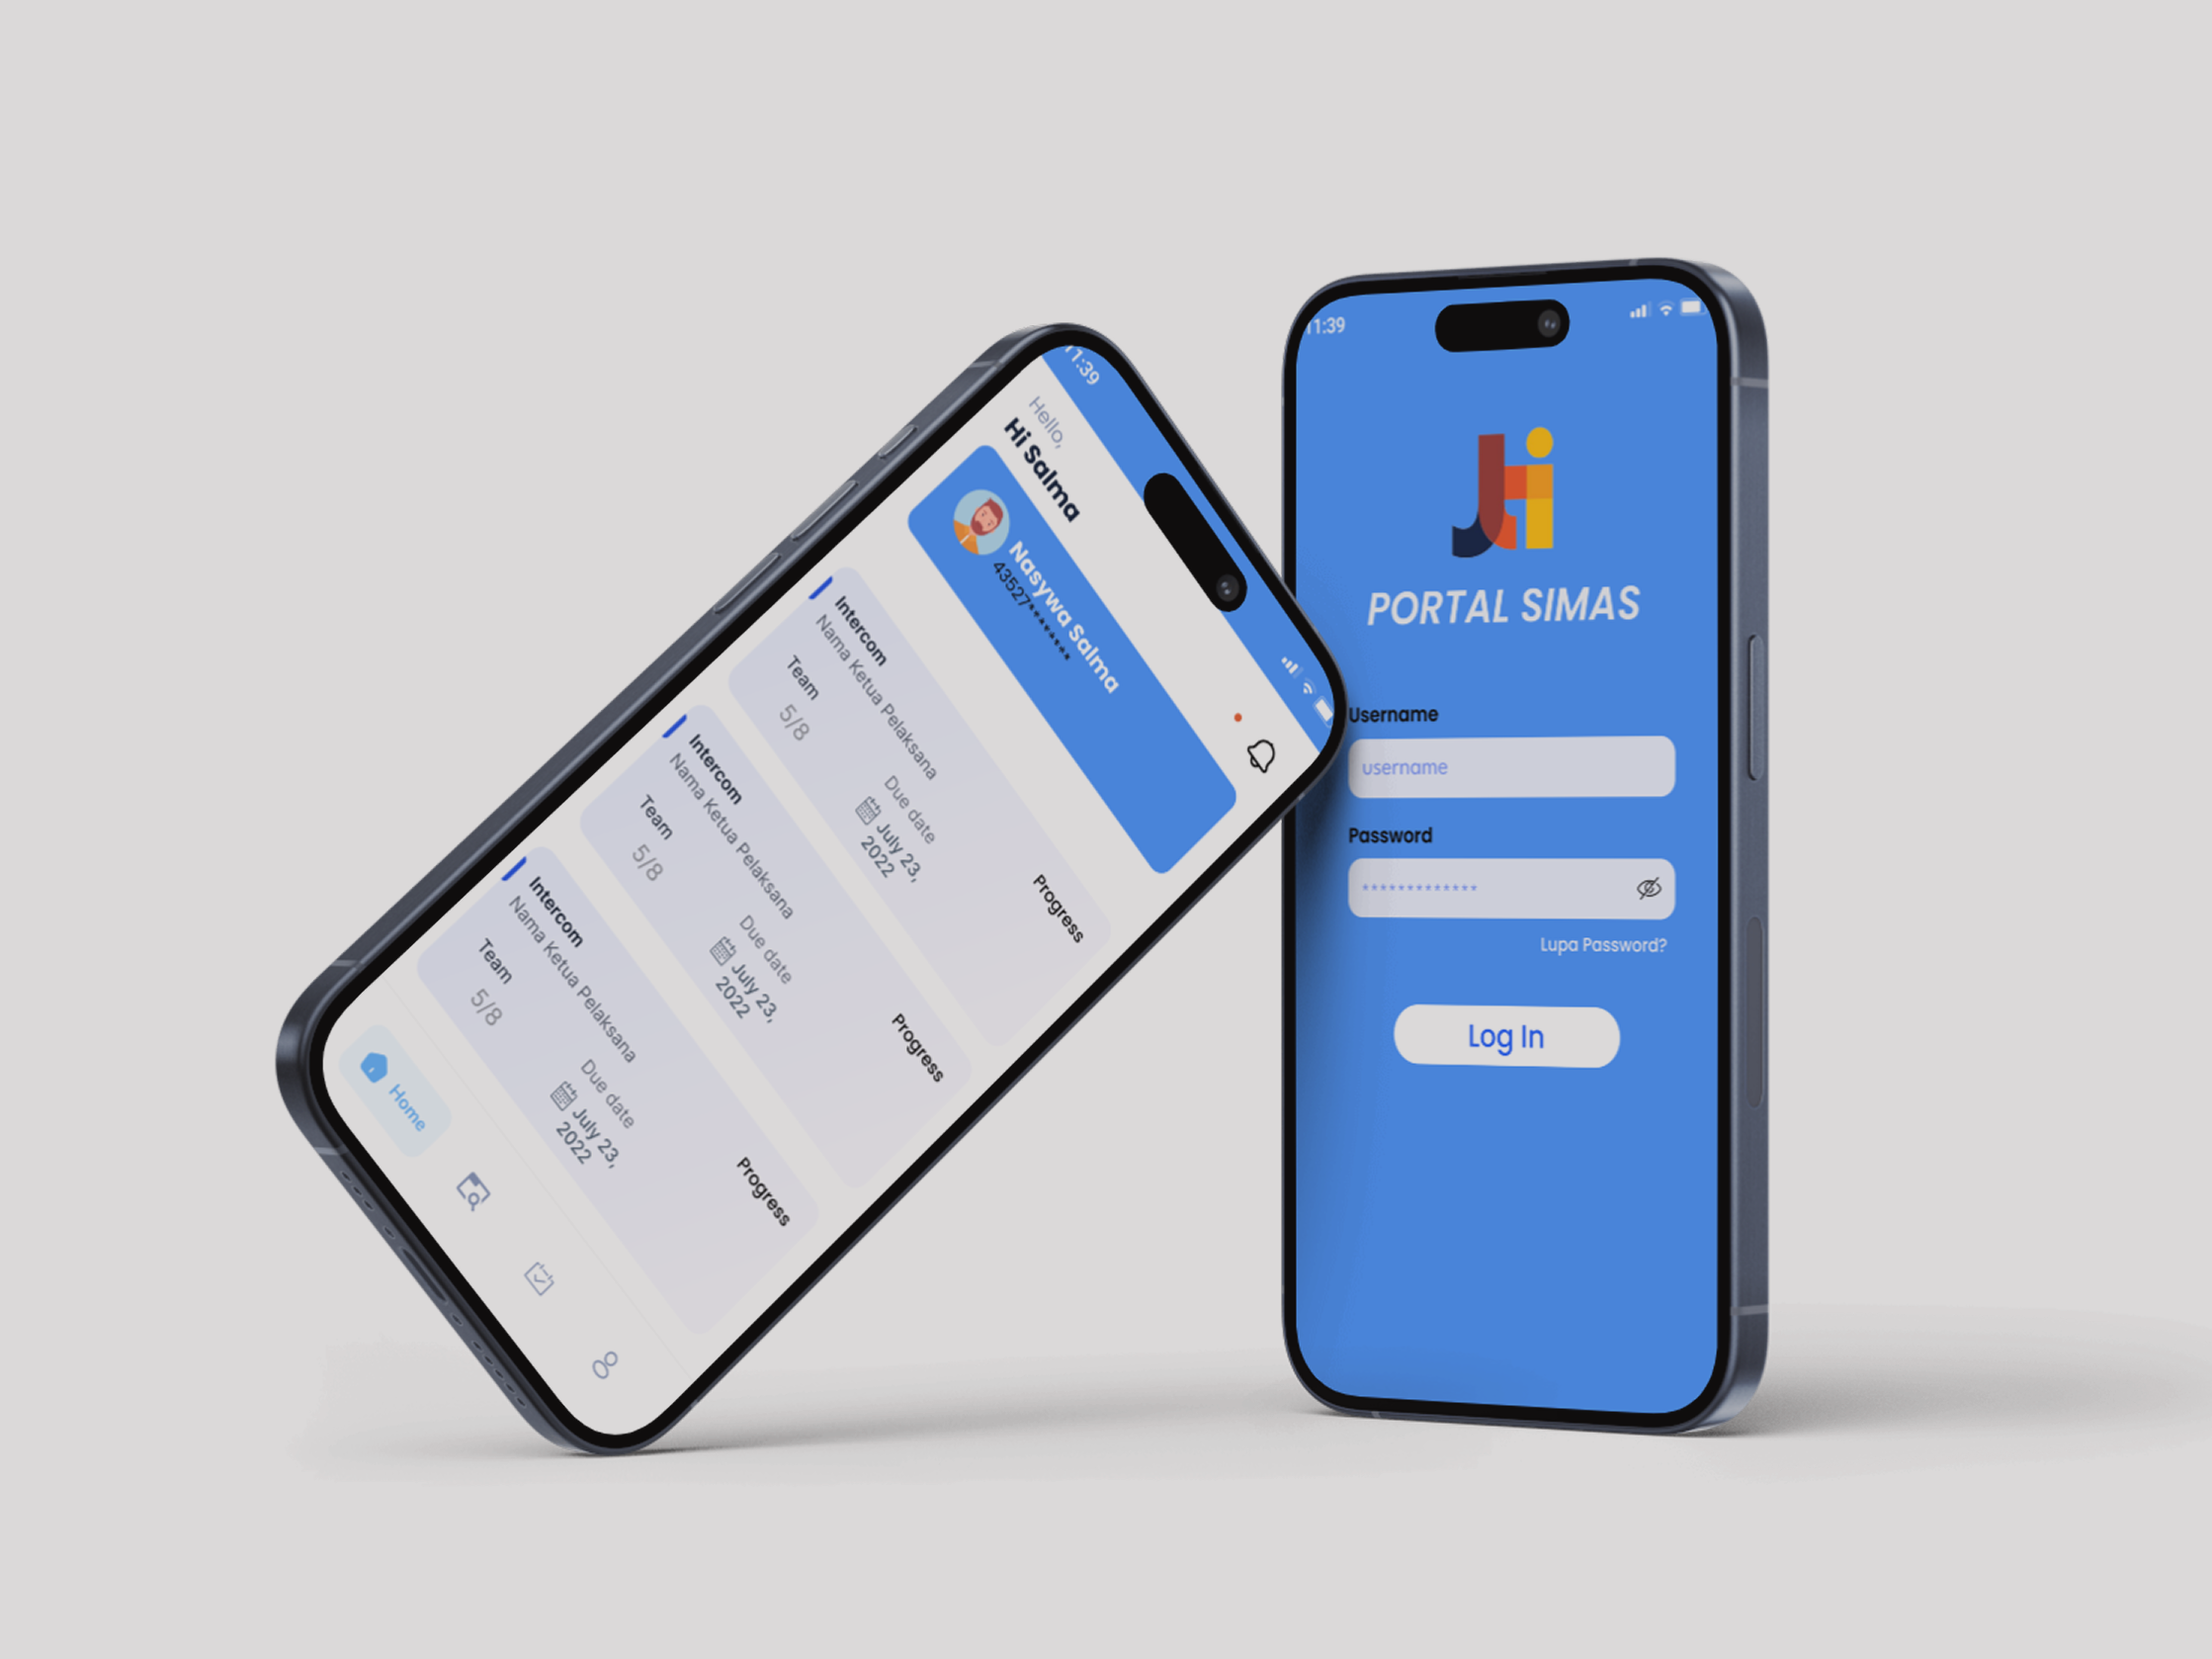 11:39
Hello,
Hi Salma
Nasywa Salma
43527********
Intercom
Nama Ketua Pelaksana
Team
5/8
Due date
July 23,
2022
Progress
Intercom
Nama Ketua Pelaksana
Team
5/8
Due date
July 23,
2022
Progress
Intercom
Nama Ketua Pelaksana
Team
5/8
Due date
July 23,
2022
Progress
Home
11:39
JTI
PORTAL SIMAS
Username
username
Password
*************
Lupa Password?
Log In